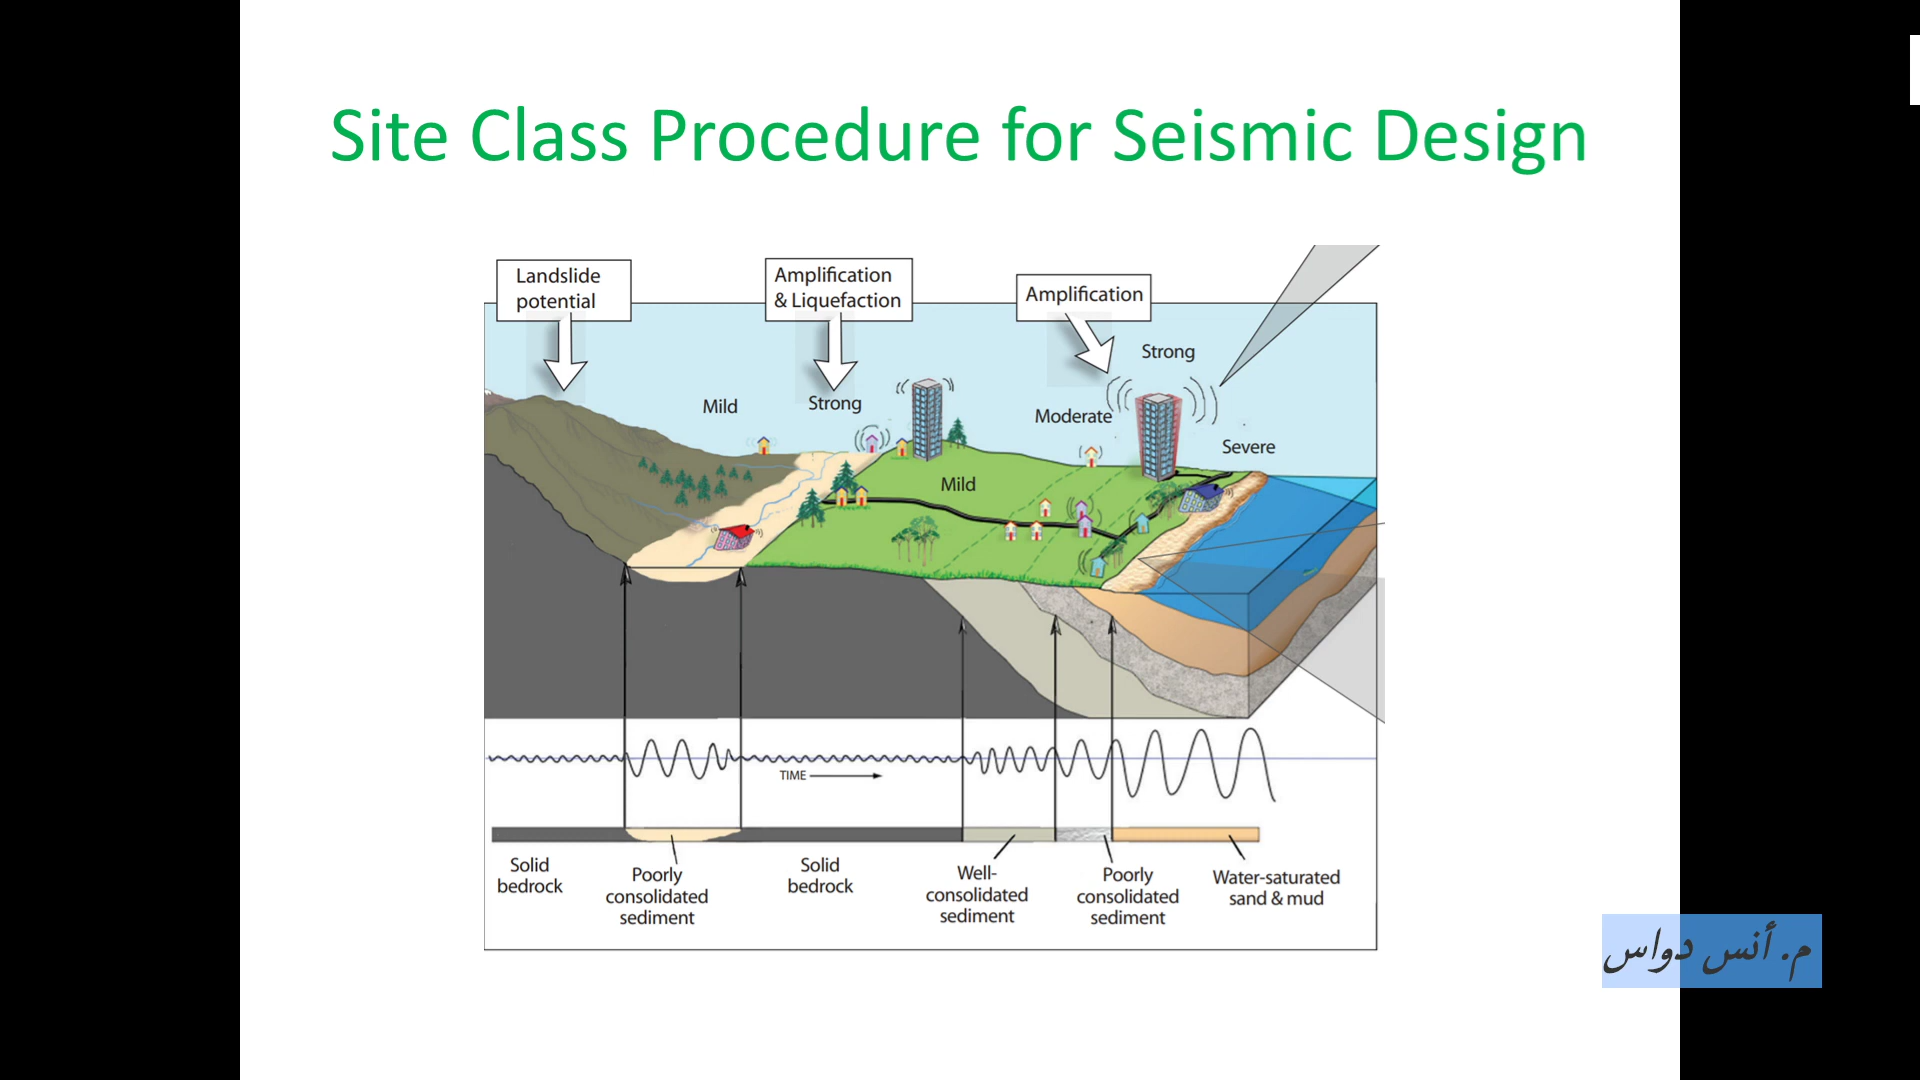 Site Class Procedure for Seismic Design
Landslide
potential
Amplification
& Liquefaction
Amplification
Strong
Mild
Strong
Moderate
Severe
Mild
TIME
Solid
bedrock
Poorly
consolidated
sediment
Solid
bedrock
Well-
consolidated
sediment
Poorly
consolidated
sediment
Water-saturated
sand & mud
م. أنس دواس